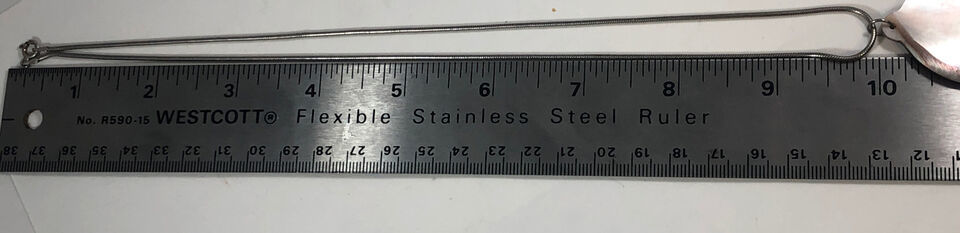 1 2 3 4 5 6 7 8 9 10
No. R590-15 WESTCOTT® Flexible Stainless Steel Ruler
38 37 36 35 34 33 32 31 30 29 28 27 26 25 24 23 22 21 20 19 18 17 16 15 14 13 12